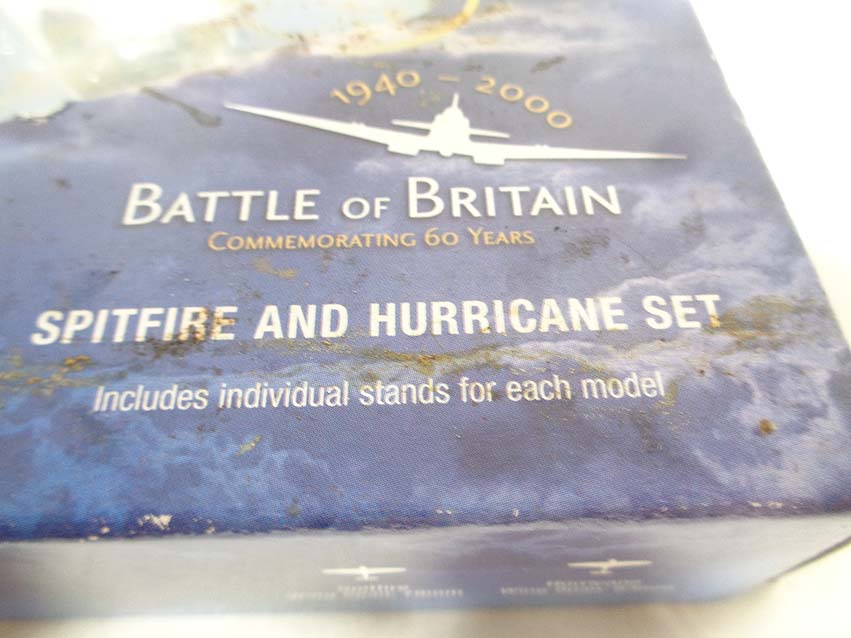 1940 – 2000
BATTLE OF BRITAIN
COMMEMORATING 60 YEARS
SPITFIRE AND HURRICANE SET
Includes individual stands for each model